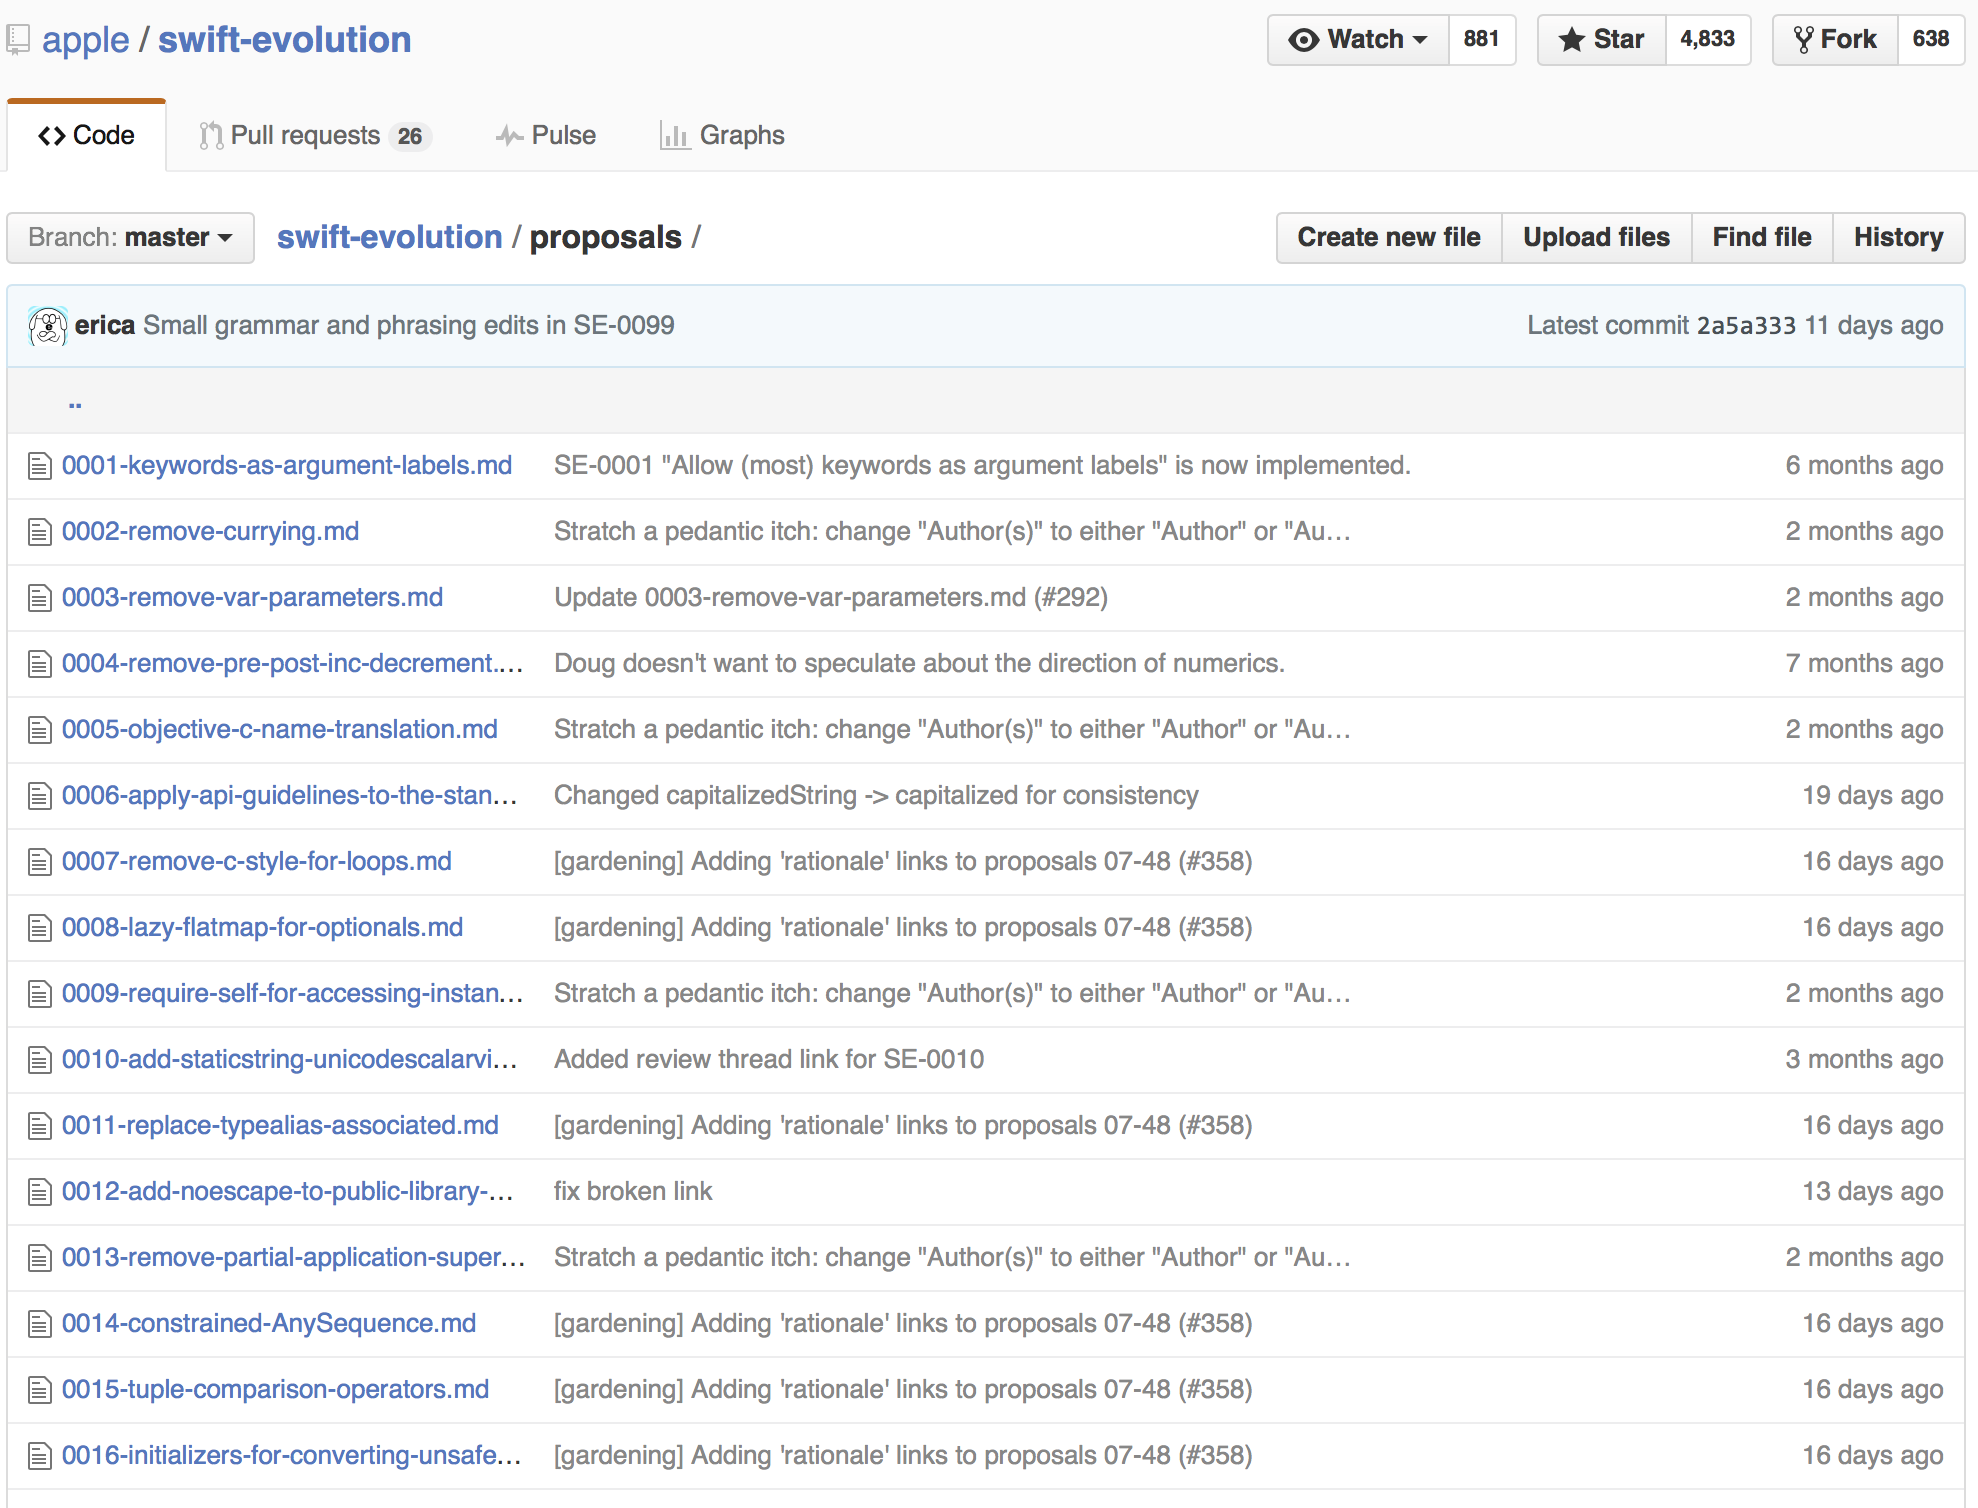 apple / swift-evolution
Watch 881 Star 4,833 Fork 638
Code Pull requests 26 Pulse Graphs
Branch: master swift-evolution / proposals /
Create new file Upload files Find file History
erica Small grammar and phrasing edits in SE-0099 Latest commit 2a5a333 11 days ago
..
0001-keywords-as-argument-labels.md SE-0001 "Allow (most) keywords as argument labels" is now implemented. 6 months ago
0002-remove-currying.md Stratch a pedantic itch: change "Author(s)" to either "Author" or "Au… 2 months ago
0003-remove-var-parameters.md Update 0003-remove-var-parameters.md (#292) 2 months ago
0004-remove-pre-post-inc-decrement.… Doug doesn't want to speculate about the direction of numerics. 7 months ago
0005-objective-c-name-translation.md Stratch a pedantic itch: change "Author(s)" to either "Author" or "Au… 2 months ago
0006-apply-api-guidelines-to-the-stan… Changed capitalizedString -> capitalized for consistency 19 days ago
0007-remove-c-style-for-loops.md [gardening] Adding 'rationale' links to proposals 07-48 (#358) 16 days ago
0008-lazy-flatmap-for-optionals.md [gardening] Adding 'rationale' links to proposals 07-48 (#358) 16 days ago
0009-require-self-for-accessing-instan… Stratch a pedantic itch: change "Author(s)" to either "Author" or "Au… 2 months ago
0010-add-staticstring-unicodescalarvi… Added review thread link for SE-0010 3 months ago
0011-replace-typealias-associated.md [gardening] Adding 'rationale' links to proposals 07-48 (#358) 16 days ago
0012-add-noescape-to-public-library-… fix broken link 13 days ago
0013-remove-partial-application-super… Stratch a pedantic itch: change "Author(s)" to either "Author" or "Au… 2 months ago
0014-constrained-AnySequence.md [gardening] Adding 'rationale' links to proposals 07-48 (#358) 16 days ago
0015-tuple-comparison-operators.md [gardening] Adding 'rationale' links to proposals 07-48 (#358) 16 days ago
0016-initializers-for-converting-unsafe… [gardening] Adding 'rationale' links to proposals 07-48 (#358) 16 days ago